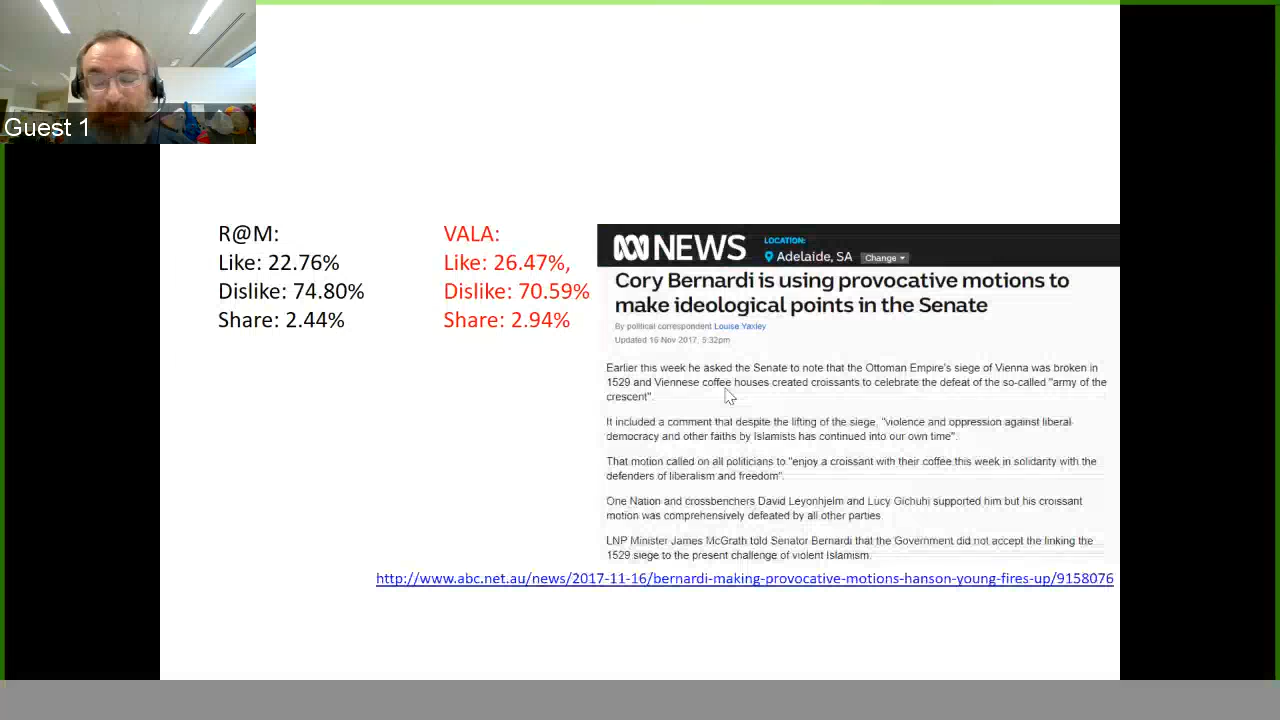 Guest 1
R@M:
Like: 22.76%
Dislike: 74.80%
Share: 2.44%
VALA:
Like: 26.47%,
Dislike: 70.59%
Share: 2.94%
NEWS
LOCATION:
Adelaide, SA Change
Cory Bernardi is using provocative motions to
make ideological points in the Senate
By political correspondent Louise Yaxley
Updated 16 Nov 2017, 5:32pm
Earlier this week he asked the Senate to note that the Ottoman Empire's siege of Vienna was broken in
1529 and Viennese coffee houses created croissants to celebrate the defeat of the so-called "army of the
crescent".
It included a comment that despite the lifting of the siege, "violence and oppression against liberal
democracy and other faiths by Islamists has continued into our own time".
That motion called on all politicians to "enjoy a croissant with their coffee this week in solidarity with the
defenders of liberalism and freedom".
One Nation and crossbenchers David Leyonhjelm and Lucy Gichuhi supported him but his croissant
motion was comprehensively defeated by all other parties.
LNP Minister James McGrath told Senator Bernardi that the Government did not accept the linking the
1529 siege to the present challenge of violent Islamism.
http://www.abc.net.au/news/2017-11-16/bernardi-making-provocative-motions-hanson-young-fires-up/9158076